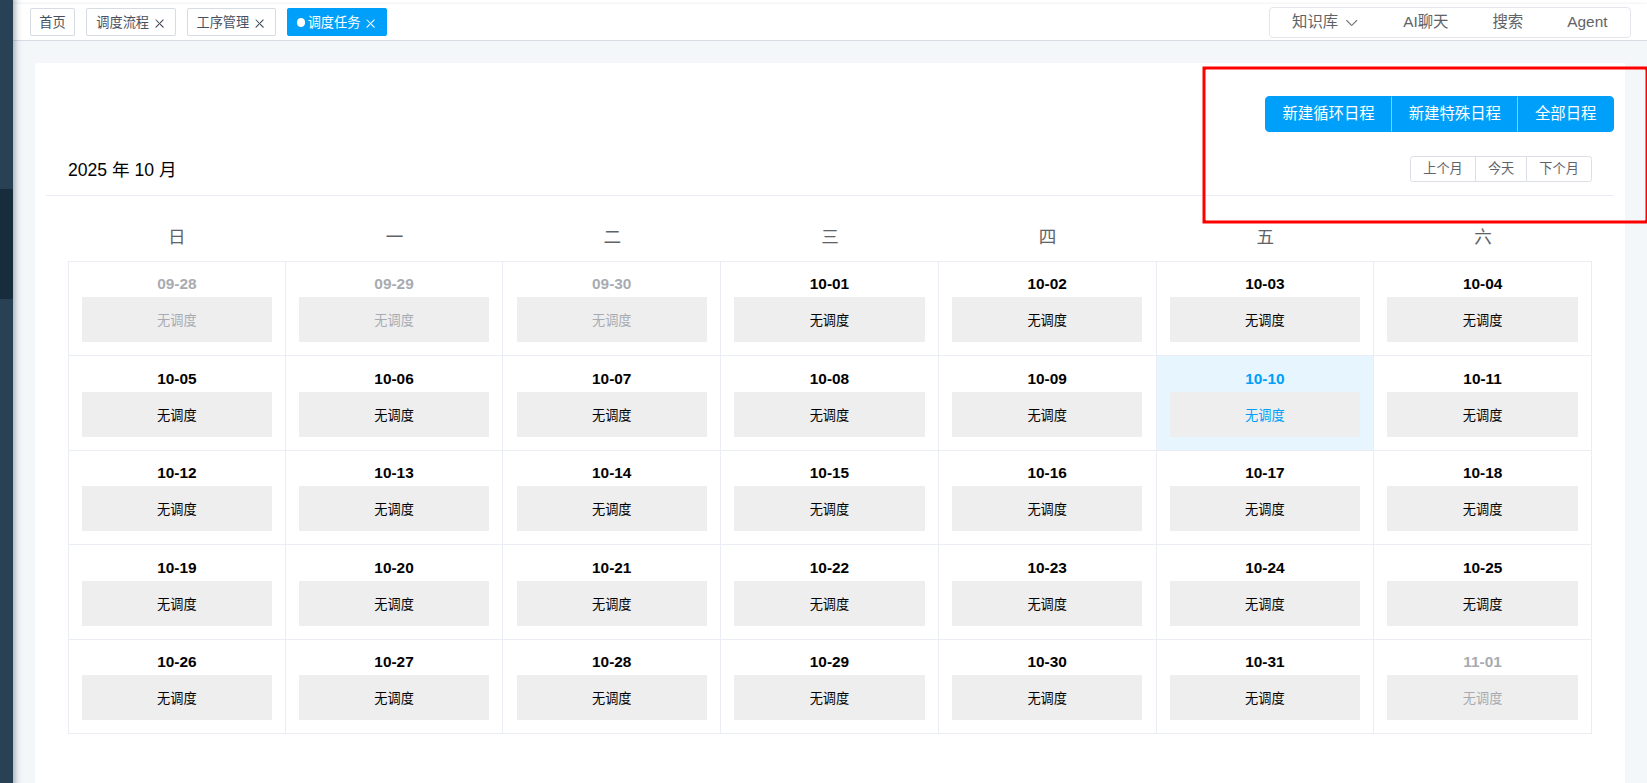 首页 调度流程 工序管理 调度任务 知识库 AI聊天 搜索 Agent
新建循环日程 新建特殊日程 全部日程
2025 年 10 月 上个月 今天 下个月
日 一 二 三 四 五 六
09-28 09-29 09-30 10-01 10-02 10-03 10-04
无调度 无调度 无调度 无调度 无调度 无调度 无调度
10-05 10-06 10-07 10-08 10-09 10-10 10-11
无调度 无调度 无调度 无调度 无调度 无调度 无调度
10-12 10-13 10-14 10-15 10-16 10-17 10-18
无调度 无调度 无调度 无调度 无调度 无调度 无调度
10-19 10-20 10-21 10-22 10-23 10-24 10-25
无调度 无调度 无调度 无调度 无调度 无调度 无调度
10-26 10-27 10-28 10-29 10-30 10-31 11-01
无调度 无调度 无调度 无调度 无调度 无调度 无调度